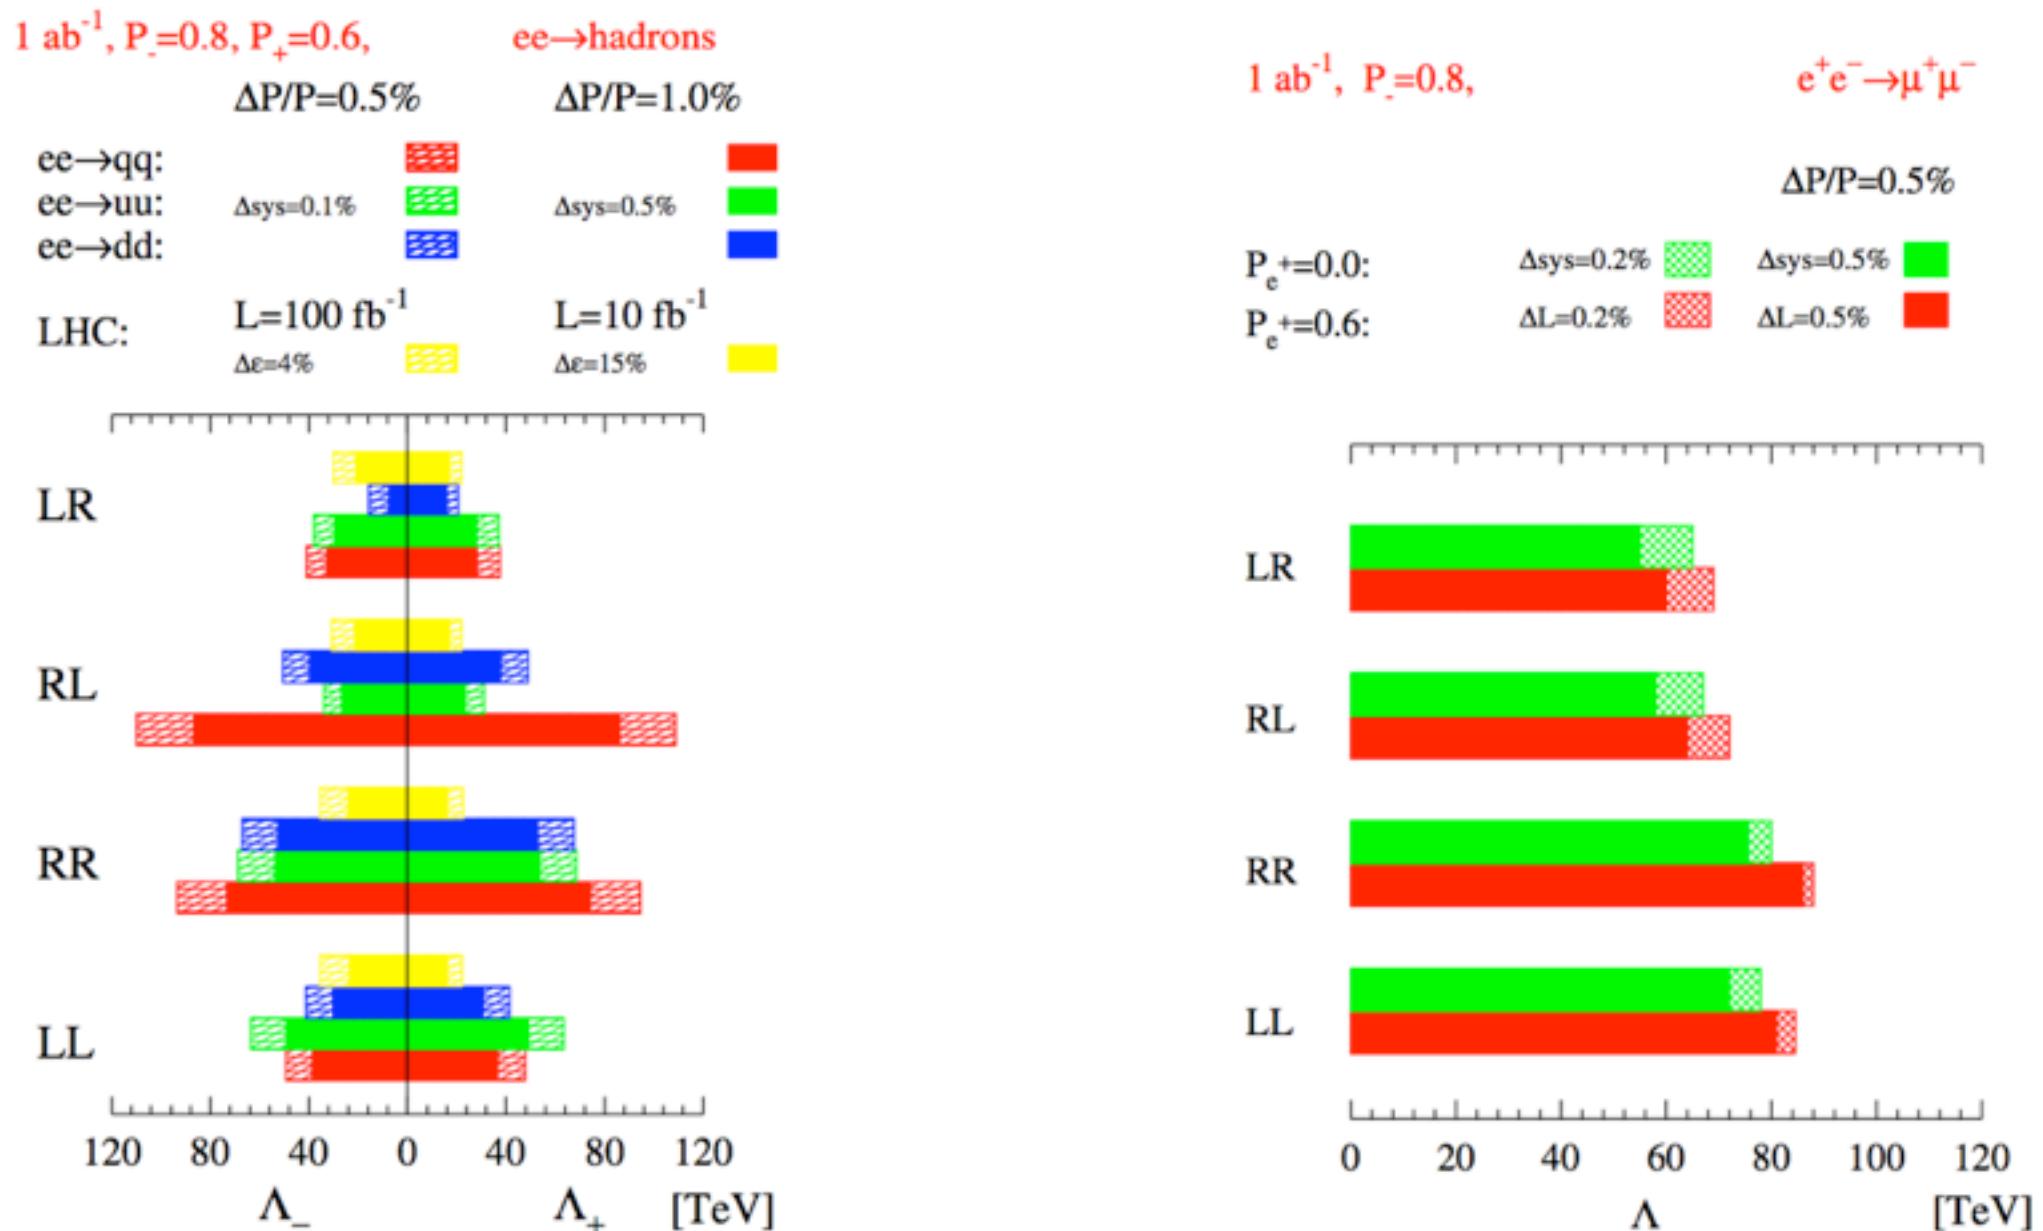 1 ab⁻¹, P₋=0.8, P₊=0.6, ee→hadrons
ΔP/P=0.5% ΔP/P=1.0%
ee→qq:
ee→uu: Δsys=0.1% Δsys=0.5%
ee→dd:
L=100 fb⁻¹ L=10 fb⁻¹
LHC:
Δε=4% Δε=15%
LR
RL
RR
LL
120 80 40 0 40 80 120
Λ₋ Λ₊ [TeV]
1 ab⁻¹, P₋=0.8, e⁺e⁻→μ⁺μ⁻
ΔP/P=0.5%
Pₑ⁺=0.0: Δsys=0.2% Δsys=0.5%
Pₑ⁺=0.6: ΔL=0.2% ΔL=0.5%
LR
RL
RR
LL
0 20 40 60 80 100 120
Λ [TeV]